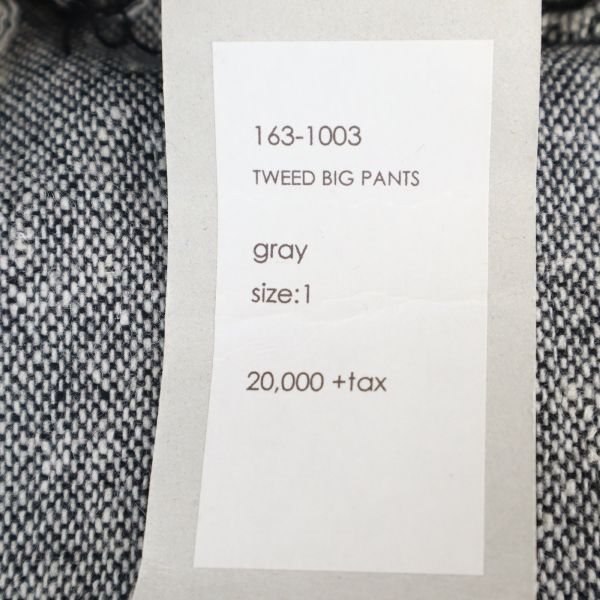 163-1003
TWEED BIG PANTS
gray
size:1
20,000 +tax